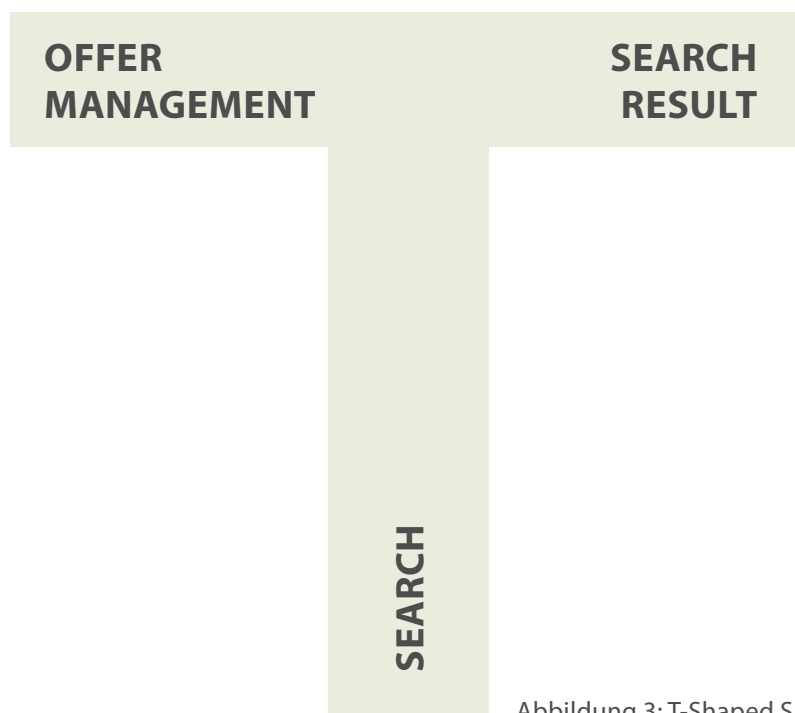 OFFER
MANAGEMENT
SEARCH
RESULT
SEARCH
Abbildung 3: T-Shaped S